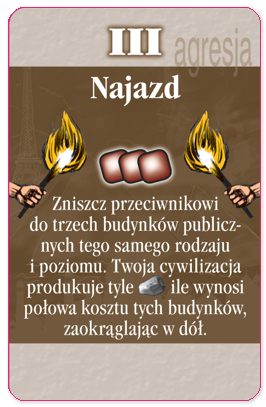 III
agresja
Najazd
Zniszcz przeciwnikowi
do trzech budynków publicz-
nych tego samego rodzaju
i poziomu. Twoja cywilizacja
produkuje tyle ile wynosi
połowa kosztu tych budynków,
zaokrąglając w dół.